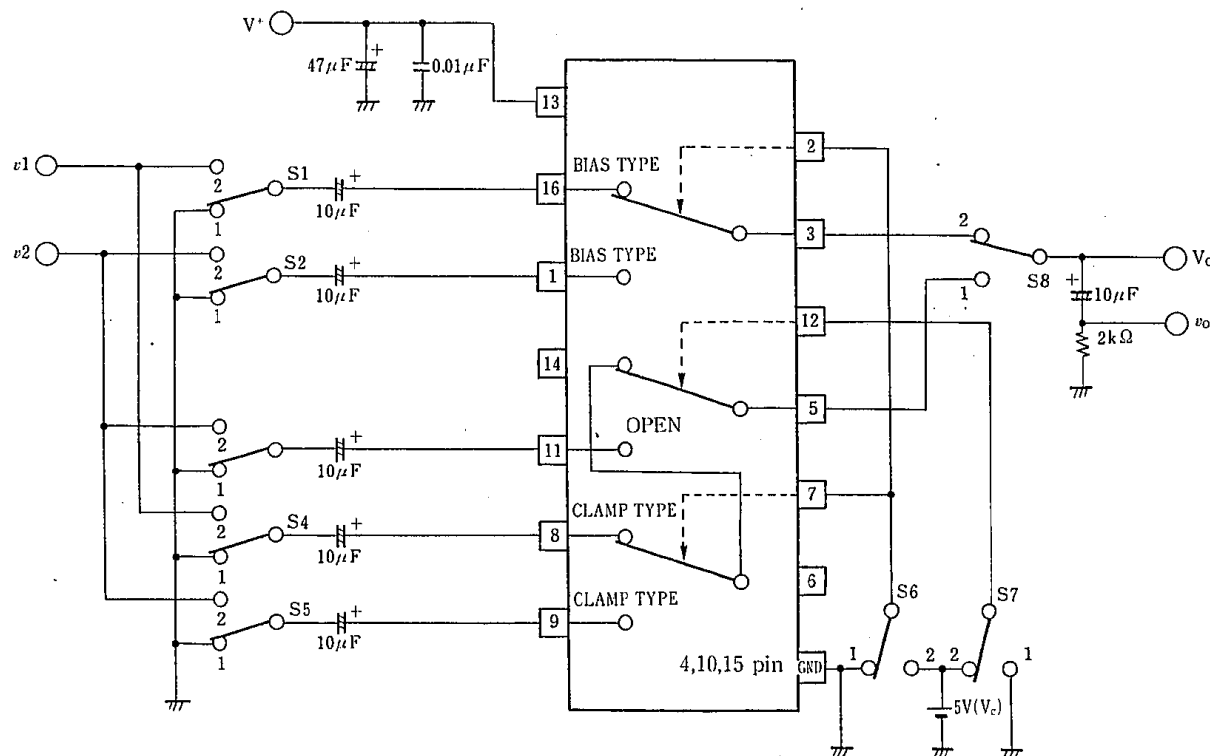 V+
47μF
+
0.01μF
13
2
v1
2
S1
+
10μF
1
16
BIAS TYPE
3
2
S8
1
V
+
10μF
v2
2
S2
+
10μF
1
1
BIAS TYPE
12
vo
2kΩ
14
5
OPEN
2
+
10μF
1
11
7
2
S4
+
10μF
1
8
CLAMP TYPE
6
2
S5
+
10μF
1
9
CLAMP TYPE
S6
S7
4,10,15 pin
GND
1
2
2
1
5V(Vc)